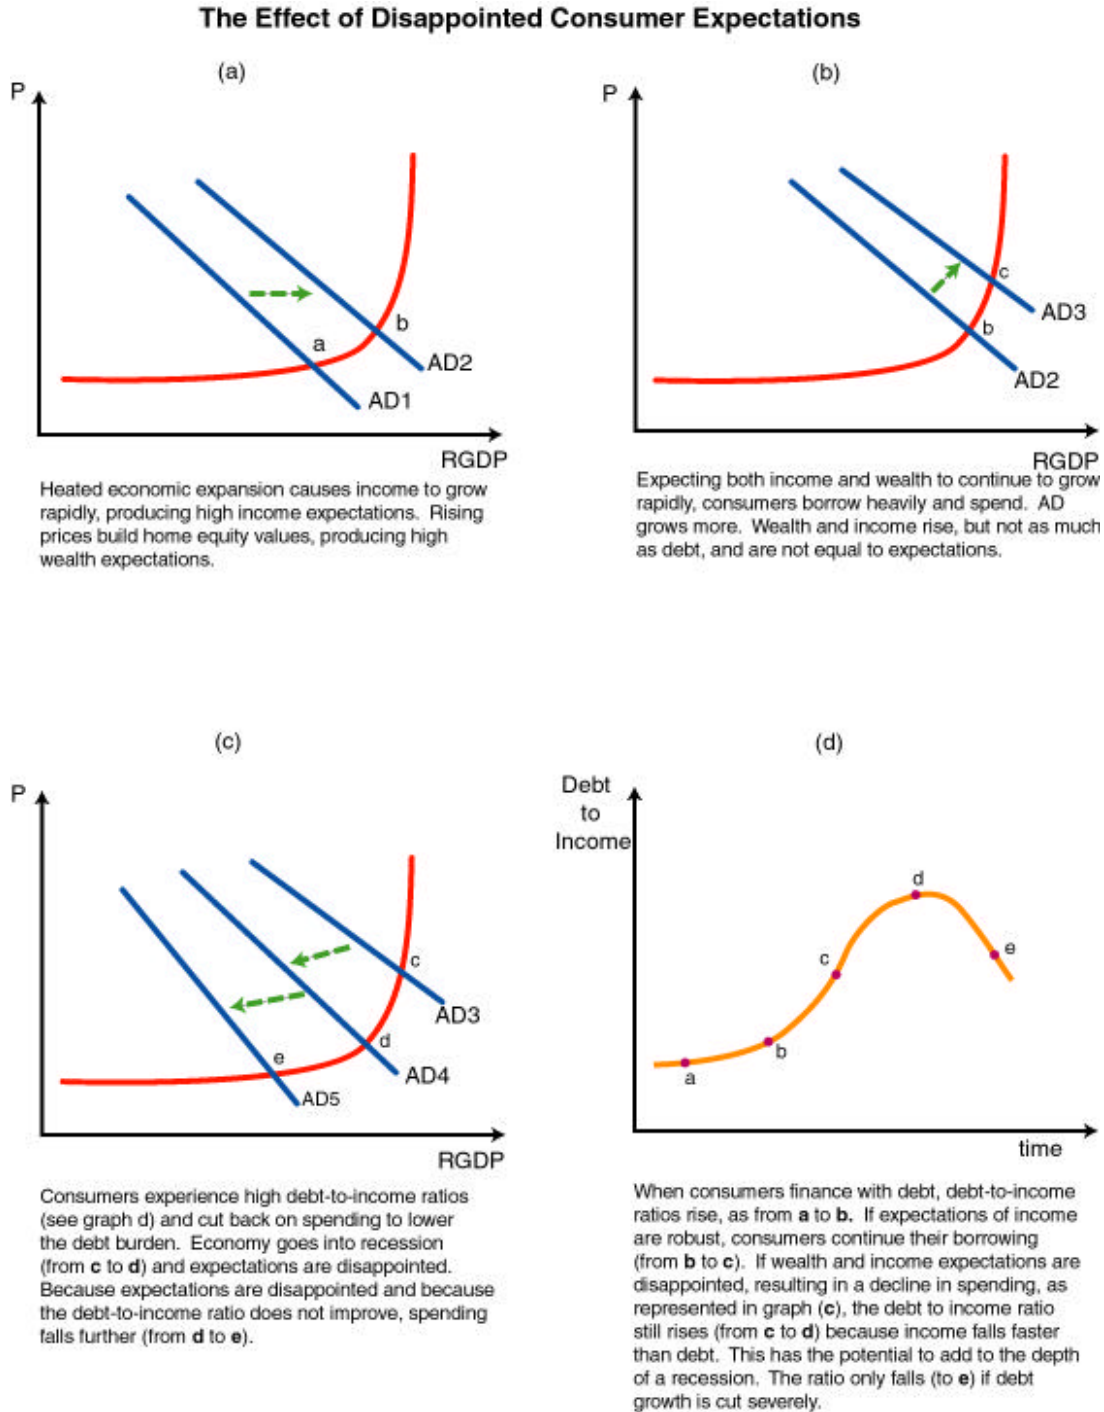 The Effect of Disappointed Consumer Expectations
(a)
P
a
b
AD2
AD1
RGDP
Heated economic expansion causes income to grow
rapidly, producing high income expectations.  Rising
prices build home equity values, producing high
wealth expectations.
(b)
P
c
AD3
b
AD2
RGDP
Expecting both income and wealth to continue to grow
rapidly, consumers borrow heavily and spend.  AD
grows more.  Wealth and income rise, but not as much
as debt, and are not equal to expectations.
(c)
P
c
AD3
d
e
AD4
AD5
RGDP
Consumers experience high debt-to-income ratios
(see graph d) and cut back on spending to lower
the debt burden.  Economy goes into recession
(from c to d) and expectations are disappointed.
Because expectations are disappointed and because
the debt-to-income ratio does not improve, spending
falls further (from d to e).
(d)
Debt
to
Income
d
c
e
b
a
time
When consumers finance with debt, debt-to-income
ratios rise, as from a to b.  If expectations of income
are robust, consumers continue their borrowing
(from b to c).  If wealth and income expectations are
disappointed, resulting in a decline in spending, as
represented in graph (c), the debt to income ratio
still rises (from c to d) because income falls faster
than debt.  This has the potential to add to the depth
of a recession.  The ratio only falls (to e) if debt
growth is cut severely.